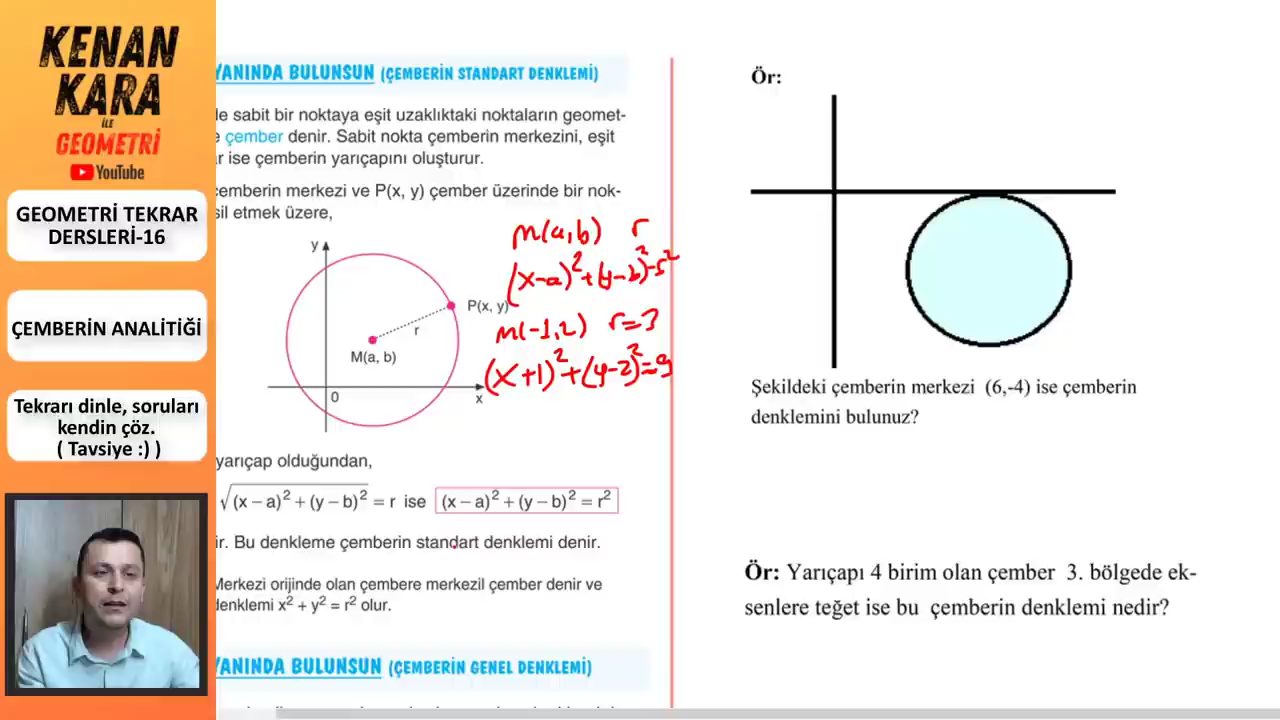 KENAN
KARA
İLE
GEOMETRİ
YouTube
GEOMETRİ TEKRAR
DERSLERİ-16
ÇEMBERİN ANALİTİĞİ
Tekrarı dinle, soruları
kendin çöz.
( Tavsiye :) )
YANINDA BULUNSUN (ÇEMBERİN STANDART DENKLEMİ)
de sabit bir noktaya eşit uzaklıktaki noktaların geomet-
e çember denir. Sabit nokta çemberin merkezini, eşit
ar ise çemberin yarıçapını oluşturur.
çemberin merkezi ve P(x, y) çember üzerinde bir nok-
sil etmek üzere,
y
P(x, y)
r
M(a, b)
0
x
M(a,b) r
(x-a)²+(y-b)²=r²
M(-1,2) r=3
(x+1)²+(y-2)²=9
yarıçap olduğundan,
√(x – a)² + (y – b)² = r ise (x – a)² + (y – b)² = r²
ir. Bu denkleme çemberin standart denklemi denir.
Merkezi orijinde olan çembere merkezil çember denir ve
denklemi x² + y² = r² olur.
YANINDA BULUNSUN (ÇEMBERİN GENEL DENKLEMİ)
Ör:
Şekildeki çemberin merkezi (6,-4) ise çemberin
denklemini bulunuz?
Ör: Yarıçapı 4 birim olan çember 3. bölgede ek-
senlere teğet ise bu çemberin denklemi nedir?